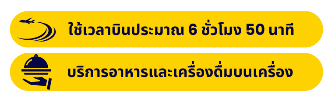 ใช้เวลาบินประมาณ 6 ชั่วโมง 50 นาที
บริการอาหารและเครื่องดื่มบนเครื่อง